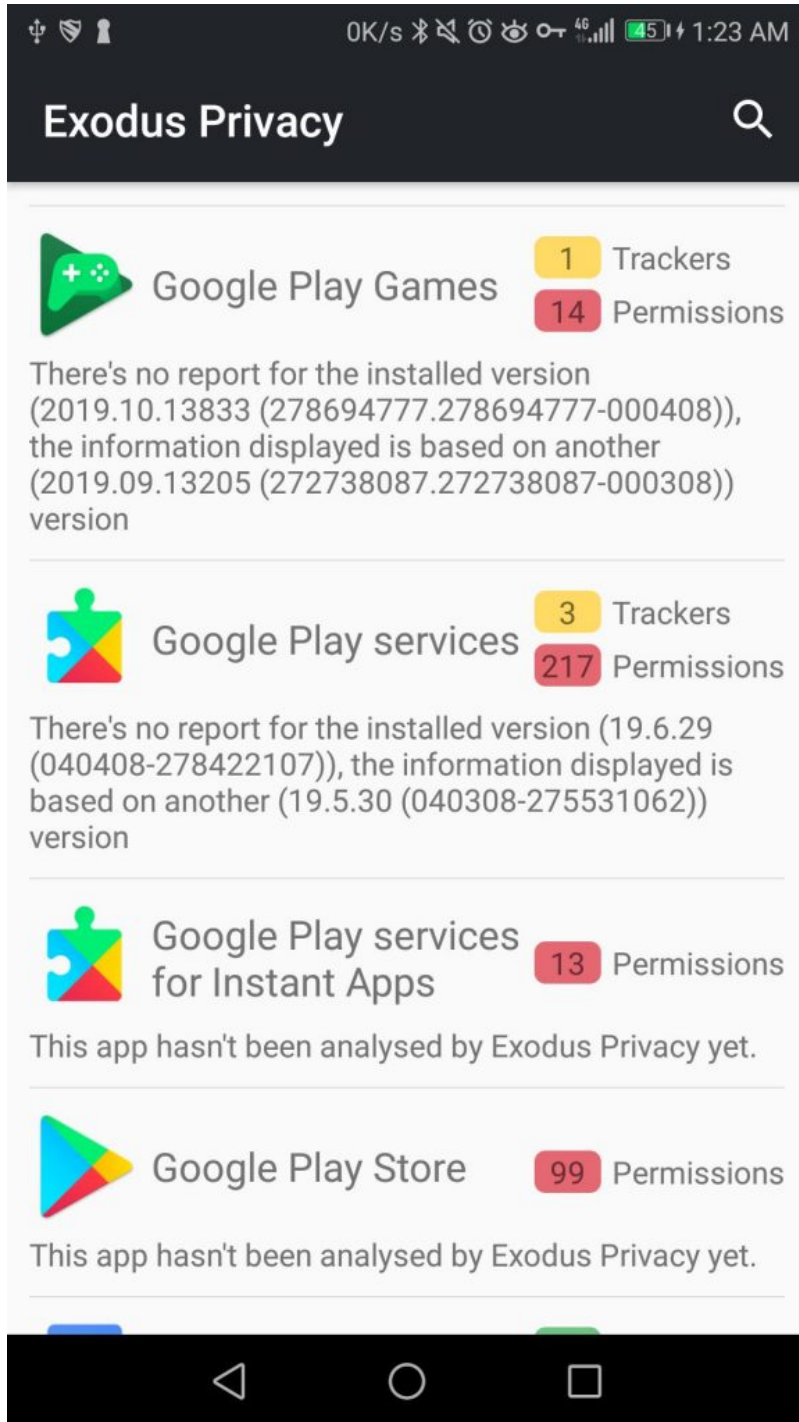 0K/s 4G 45 1:23 AM
Exodus Privacy
Google Play Games
1 Trackers
14 Permissions
There's no report for the installed version
(2019.10.13833 (278694777.278694777-000408)),
the information displayed is based on another
(2019.09.13205 (272738087.272738087-000308))
version
Google Play services
3 Trackers
217 Permissions
There's no report for the installed version (19.6.29
(040408-278422107)), the information displayed is
based on another (19.5.30 (040308-275531062))
version
Google Play services
for Instant Apps
13 Permissions
This app hasn't been analysed by Exodus Privacy yet.
Google Play Store
99 Permissions
This app hasn't been analysed by Exodus Privacy yet.